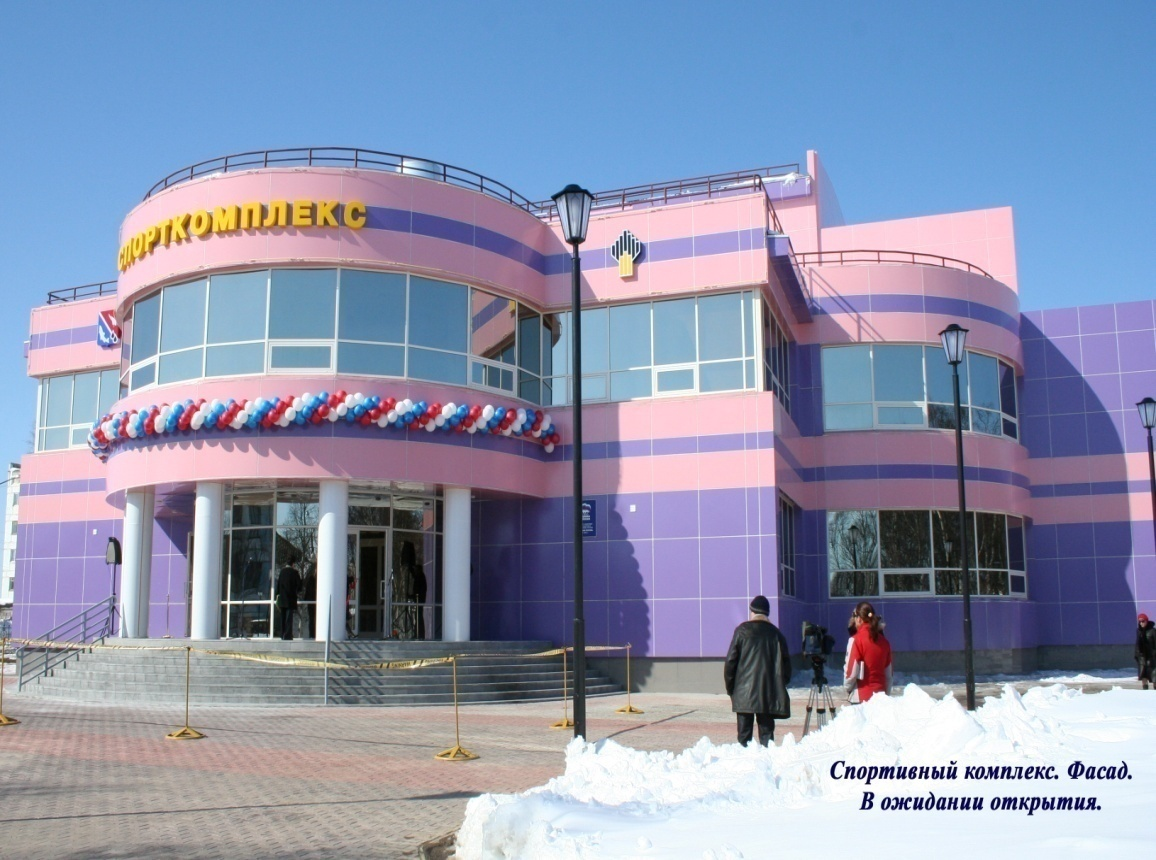 СПОРТКОМПЛЕКС
Спортивный комплекс. Фасад.
В ожидании открытия.